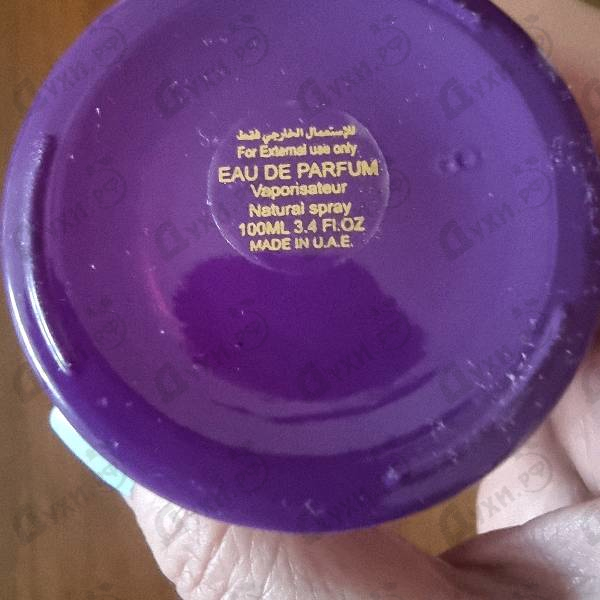 للإستعمال الخارجي فقط
For External use only
EAU DE PARFUM
Vaporisateur
Natural spray
100ML 3.4 Fl.OZ
MADE IN U.A.E.